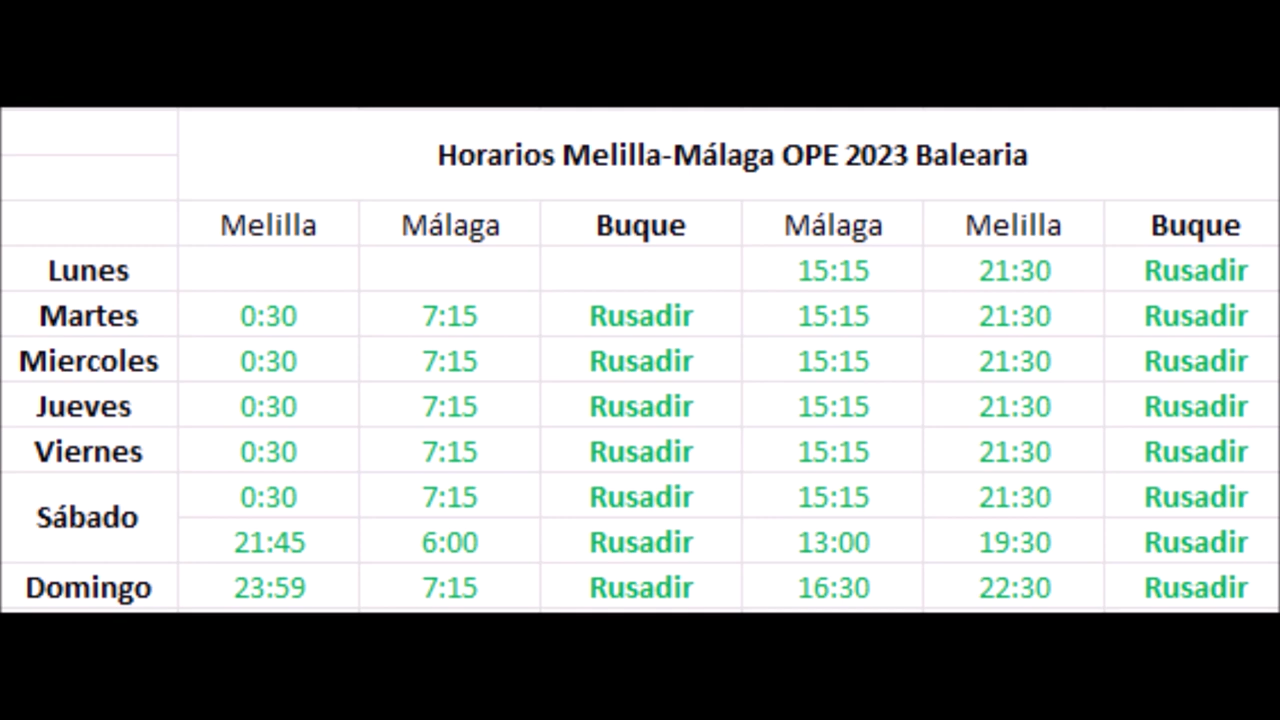 Horarios Melilla-Málaga OPE 2023 Balearia
Melilla Málaga Buque Málaga Melilla Buque
Lunes 15:15 21:30 Rusadir
Martes 0:30 7:15 Rusadir 15:15 21:30 Rusadir
Miercoles 0:30 7:15 Rusadir 15:15 21:30 Rusadir
Jueves 0:30 7:15 Rusadir 15:15 21:30 Rusadir
Viernes 0:30 7:15 Rusadir 15:15 21:30 Rusadir
Sábado 0:30 7:15 Rusadir 15:15 21:30 Rusadir
21:45 6:00 Rusadir 13:00 19:30 Rusadir
Domingo 23:59 7:15 Rusadir 16:30 22:30 Rusadir